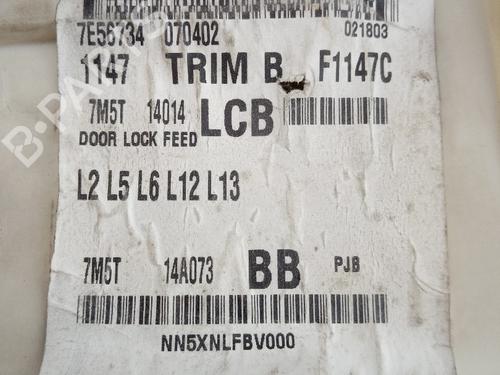 7E56734 070402 021803
1147 TRIM B F1147C
7M5T 14014 LCB
DOOR LOCK FEED
L2 L5 L6 L12 L13
7M5T 14A073 BB PJB
NN5XNLFBV000
B-PARTS